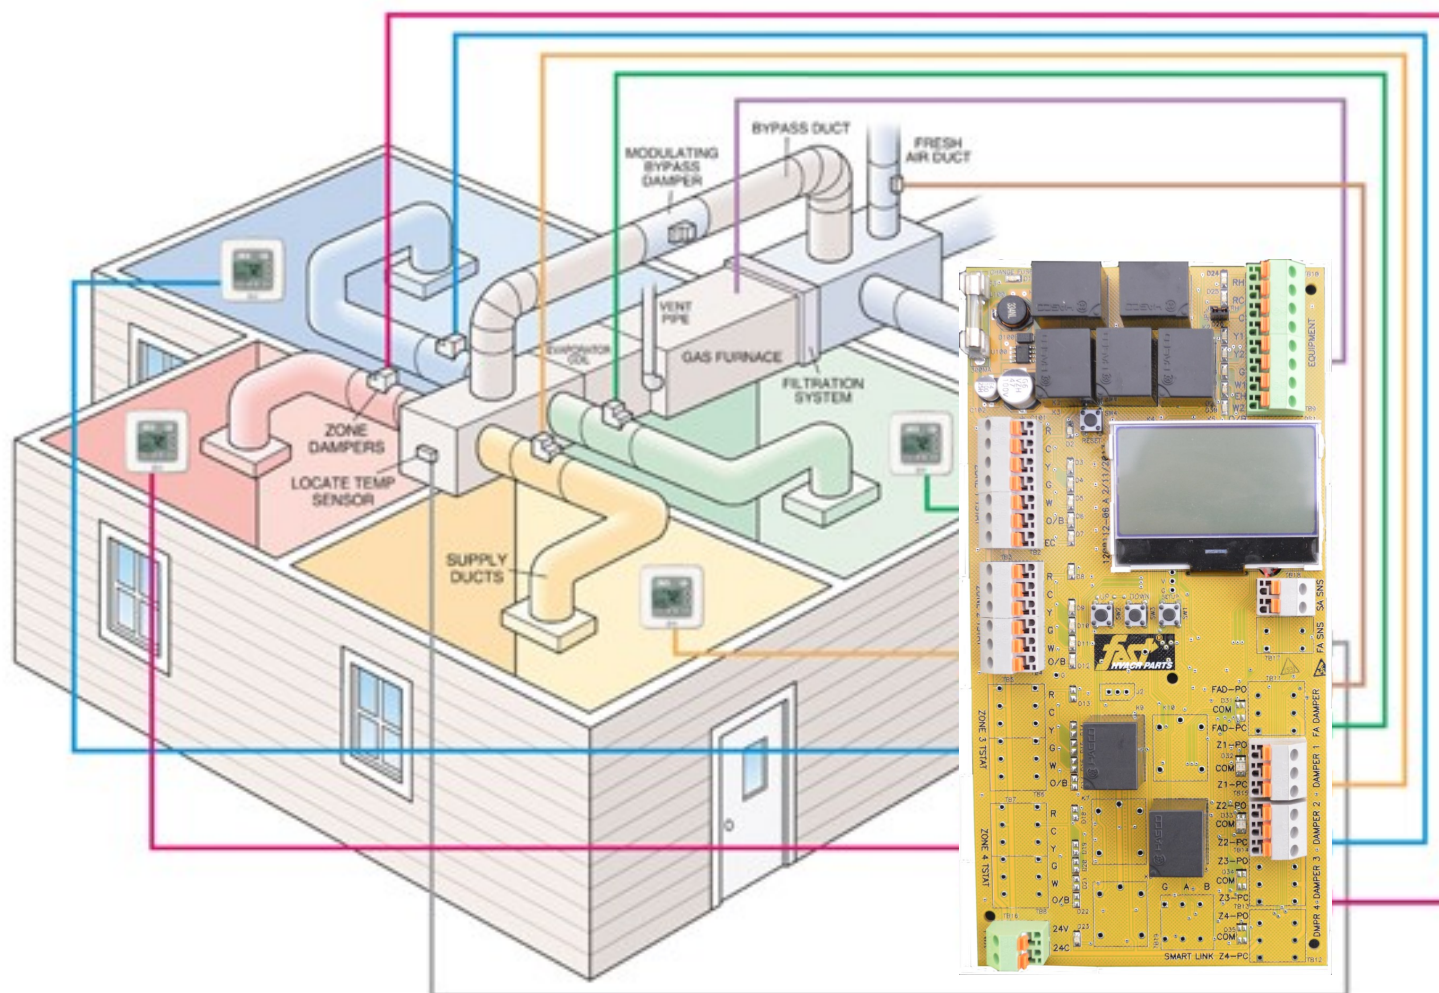 BYPASS DUCT
FRESH
AIR DUCT
MODULATING
BYPASS
DAMPER
VENT
PIPE
EVAPORATOR
COIL
GAS FURNACE
FILTRATION
SYSTEM
ZONE
DAMPERS
LOCATE TEMP
SENSOR
SUPPLY
DUCTS
D24
RH
RC
C
Y1
Y2
G
W1
W2
EQUIPMENT
RESET
R
C
Y
G
W
O/B
EC
R
C
Y
G
W
O/B
UP
DOWN
SETUP
SA SNS
FA SNS
fast
HVACR PARTS
ZONE 3 TSTAT
R
C
Y
G
W
O/B
FAD-PO
COM
FAD-PC
FA DAMPER
Z1-PO
COM
Z1-PC
DAMPER 1
Z2-PO
COM
Z2-PC
DAMPER 2
ZONE 4 TSTAT
R
C
Y
G
W
O/B
Z3-PO
COM
Z3-PC
DAMPER 3
G A B
Z4-PO
COM
Z4-PC
DMPR 4
24V
24C
SMART LINK